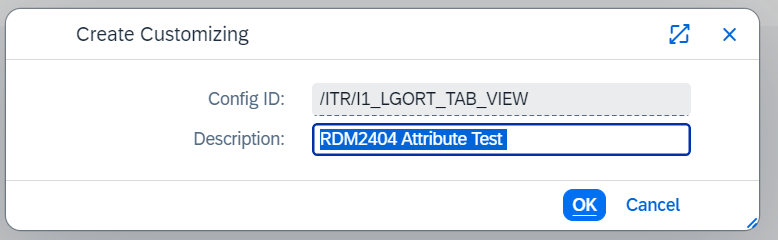 Create Customizing
Config ID: /ITR/I1_LGORT_TAB_VIEW
Description: RDM2404 Attribute Test
OK Cancel